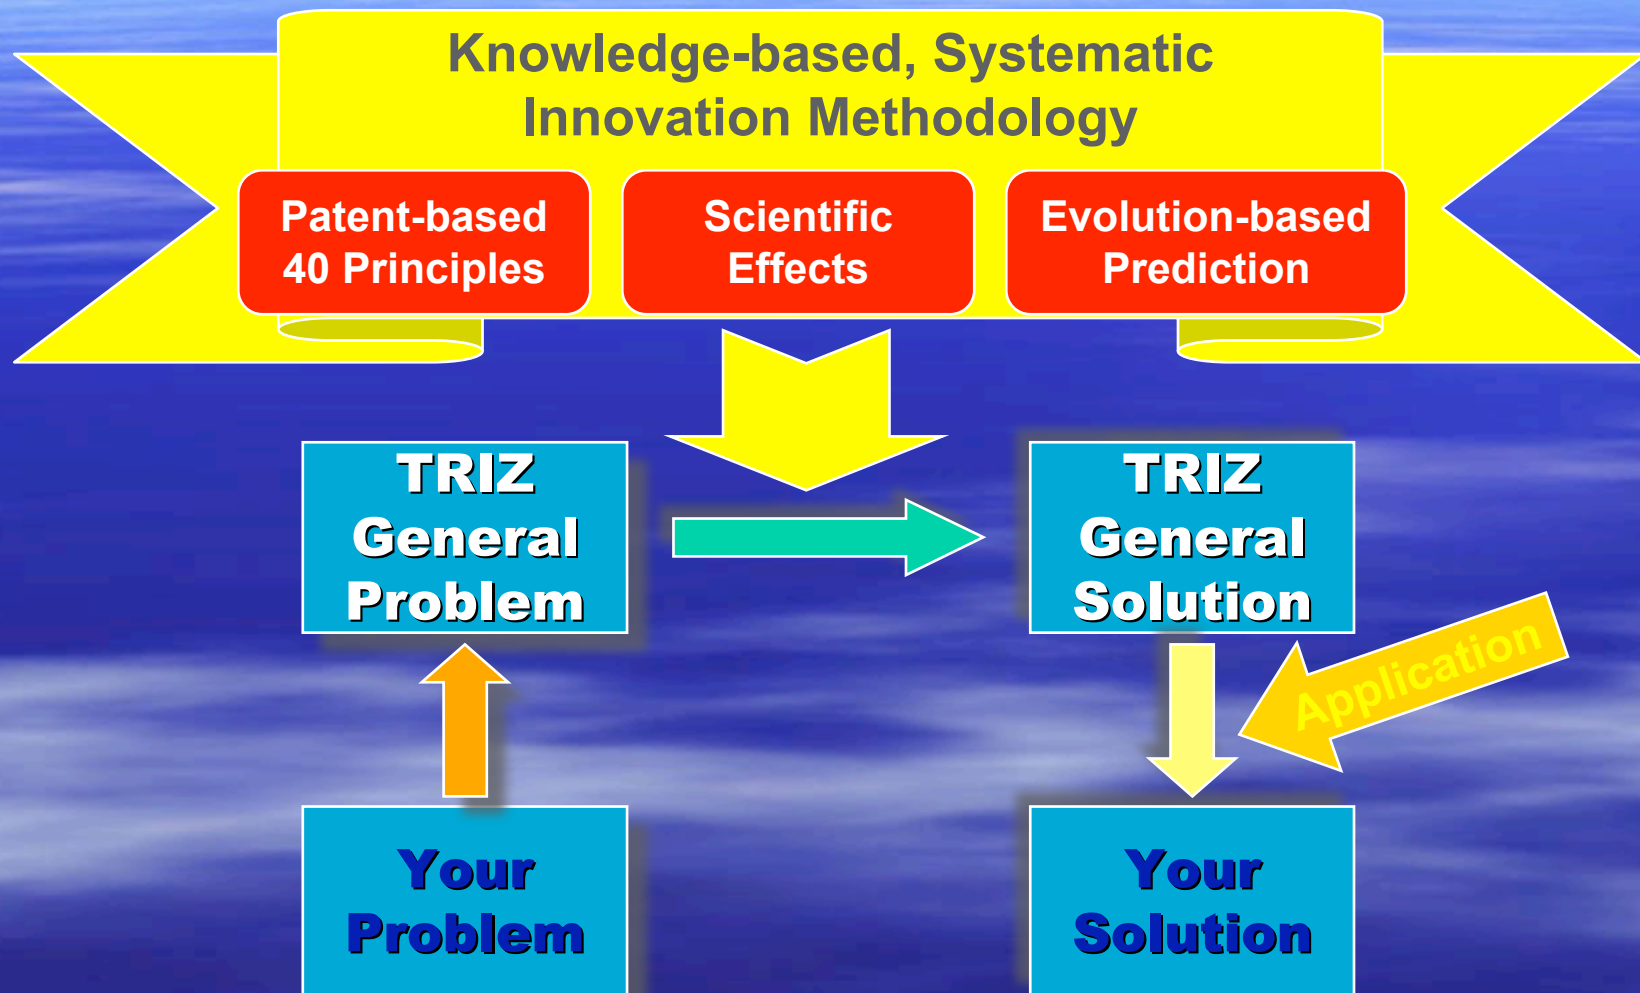 Knowledge-based, Systematic
Innovation Methodology
Patent-based
40 Principles
Scientific
Effects
Evolution-based
Prediction
TRIZ
General
Problem
TRIZ
General
Solution
Application
Your
Problem
Your
Solution